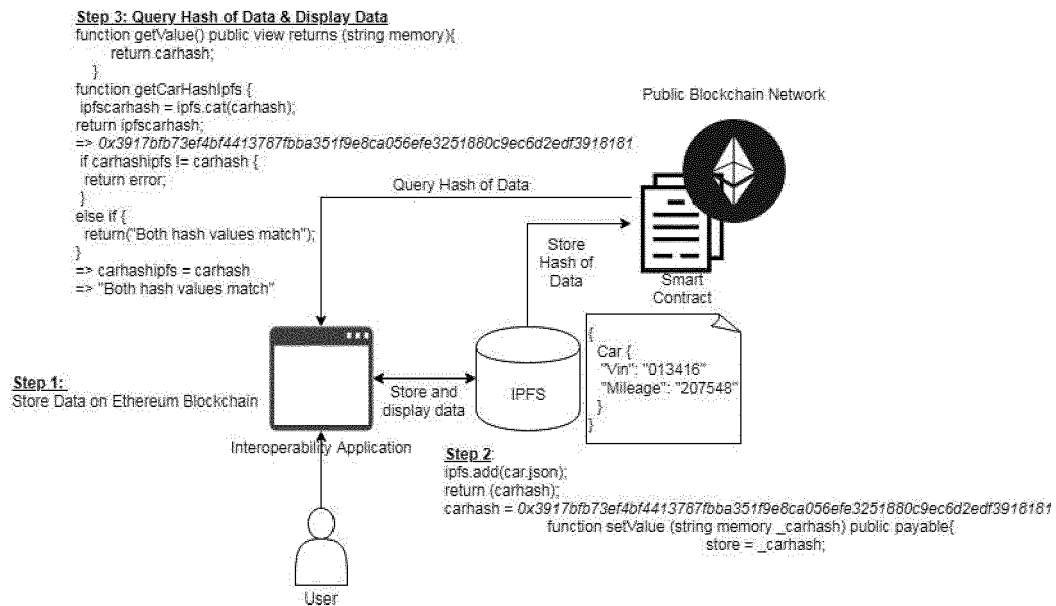 Step 3: Query Hash of Data & Display Data
function getValue() public view returns (string memory){
return carhash;
}
function getCarHashIpfs {
ipfscarhash = ipfs.cat(carhash);
return ipfscarhash;
=> 0x3917bfb73ef4bf4413787fbba351f9e8ca056efe3251880c9ec6d2edf3918181
if carhashipfs != carhash {
return error;
}
else if {
return("Both hash values match");
}
=> carhashipfs = carhash
=> "Both hash values match"
Public Blockchain Network
Query Hash of Data
Store
Hash of
Data
Smart
Contract
Step 1:
Store Data on Ethereum Blockchain
Interoperability Application
Store and
display data
IPFS
{
Car {
"Vin": "013416"
"Mileage": "207548"
}
}
Step 2:
ipfs.add(car.json);
return (carhash);
carhash = 0x3917bfb73ef4bf4413787fbba351f9e8ca056efe3251880c9ec6d2edf3918181
function setValue (string memory _carhash) public payable{
store = _carhash;
User